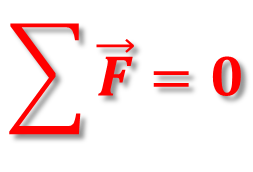 ∑ F⃗ = 0